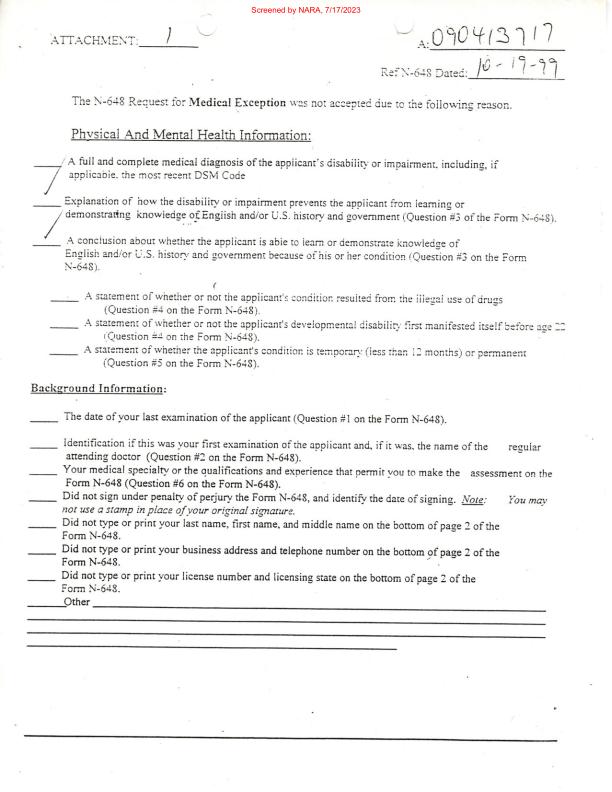 Screened by NARA, 7/17/2023
ATTACHMENT: 1
A: 090413717
Ref N-648 Dated: 10-19-99
The N-648 Request for Medical Exception was not accepted due to the following reason.
Physical And Mental Health Information:
A full and complete medical diagnosis of the applicant's disability or impairment, including, if
applicable, the most recent DSM Code
Explanation of how the disability or impairment prevents the applicant from learning or
demonstrating knowledge of English and/or U.S. history and government (Question #3 of the Form N-648).
A conclusion about whether the applicant is able to learn or demonstrate knowledge of
English and/or U.S. history and government because of his or her condition (Question #3 on the Form
N-648).
A statement of whether or not the applicant's condition resulted from the illegal use of drugs
(Question #4 on the Form N-648).
A statement of whether or not the applicant's developmental disability first manifested itself before age 22
(Question #4 on the Form N-648).
A statement of whether the applicant's condition is temporary (less than 12 months) or permanent
(Question #5 on the Form N-648).
Background Information:
The date of your last examination of the applicant (Question #1 on the Form N-648).
Identification if this was your first examination of the applicant and, if it was, the name of the regular
attending doctor (Question #2 on the Form N-648).
Your medical specialty or the qualifications and experience that permit you to make the assessment on the
Form N-648 (Question #6 on the Form N-648).
Did not sign under penalty of perjury the Form N-648, and identify the date of signing. Note: You may
not use a stamp in place of your original signature.
Did not type or print your last name, first name, and middle name on the bottom of page 2 of the
Form N-648.
Did not type or print your business address and telephone number on the bottom of page 2 of the
Form N-648.
Did not type or print your license number and licensing state on the bottom of page 2 of the
Form N-648.
Other